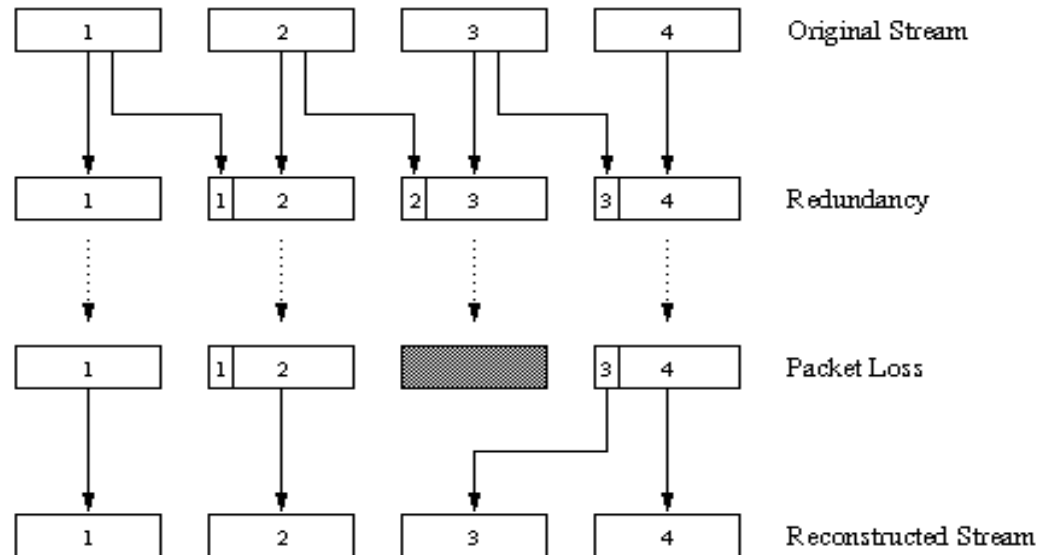 1 2 3 4 Original Stream
1 1 2 2 3 3 4 Redundancy
1 1 2 3 4 Packet Loss
1 2 3 4 Reconstructed Stream